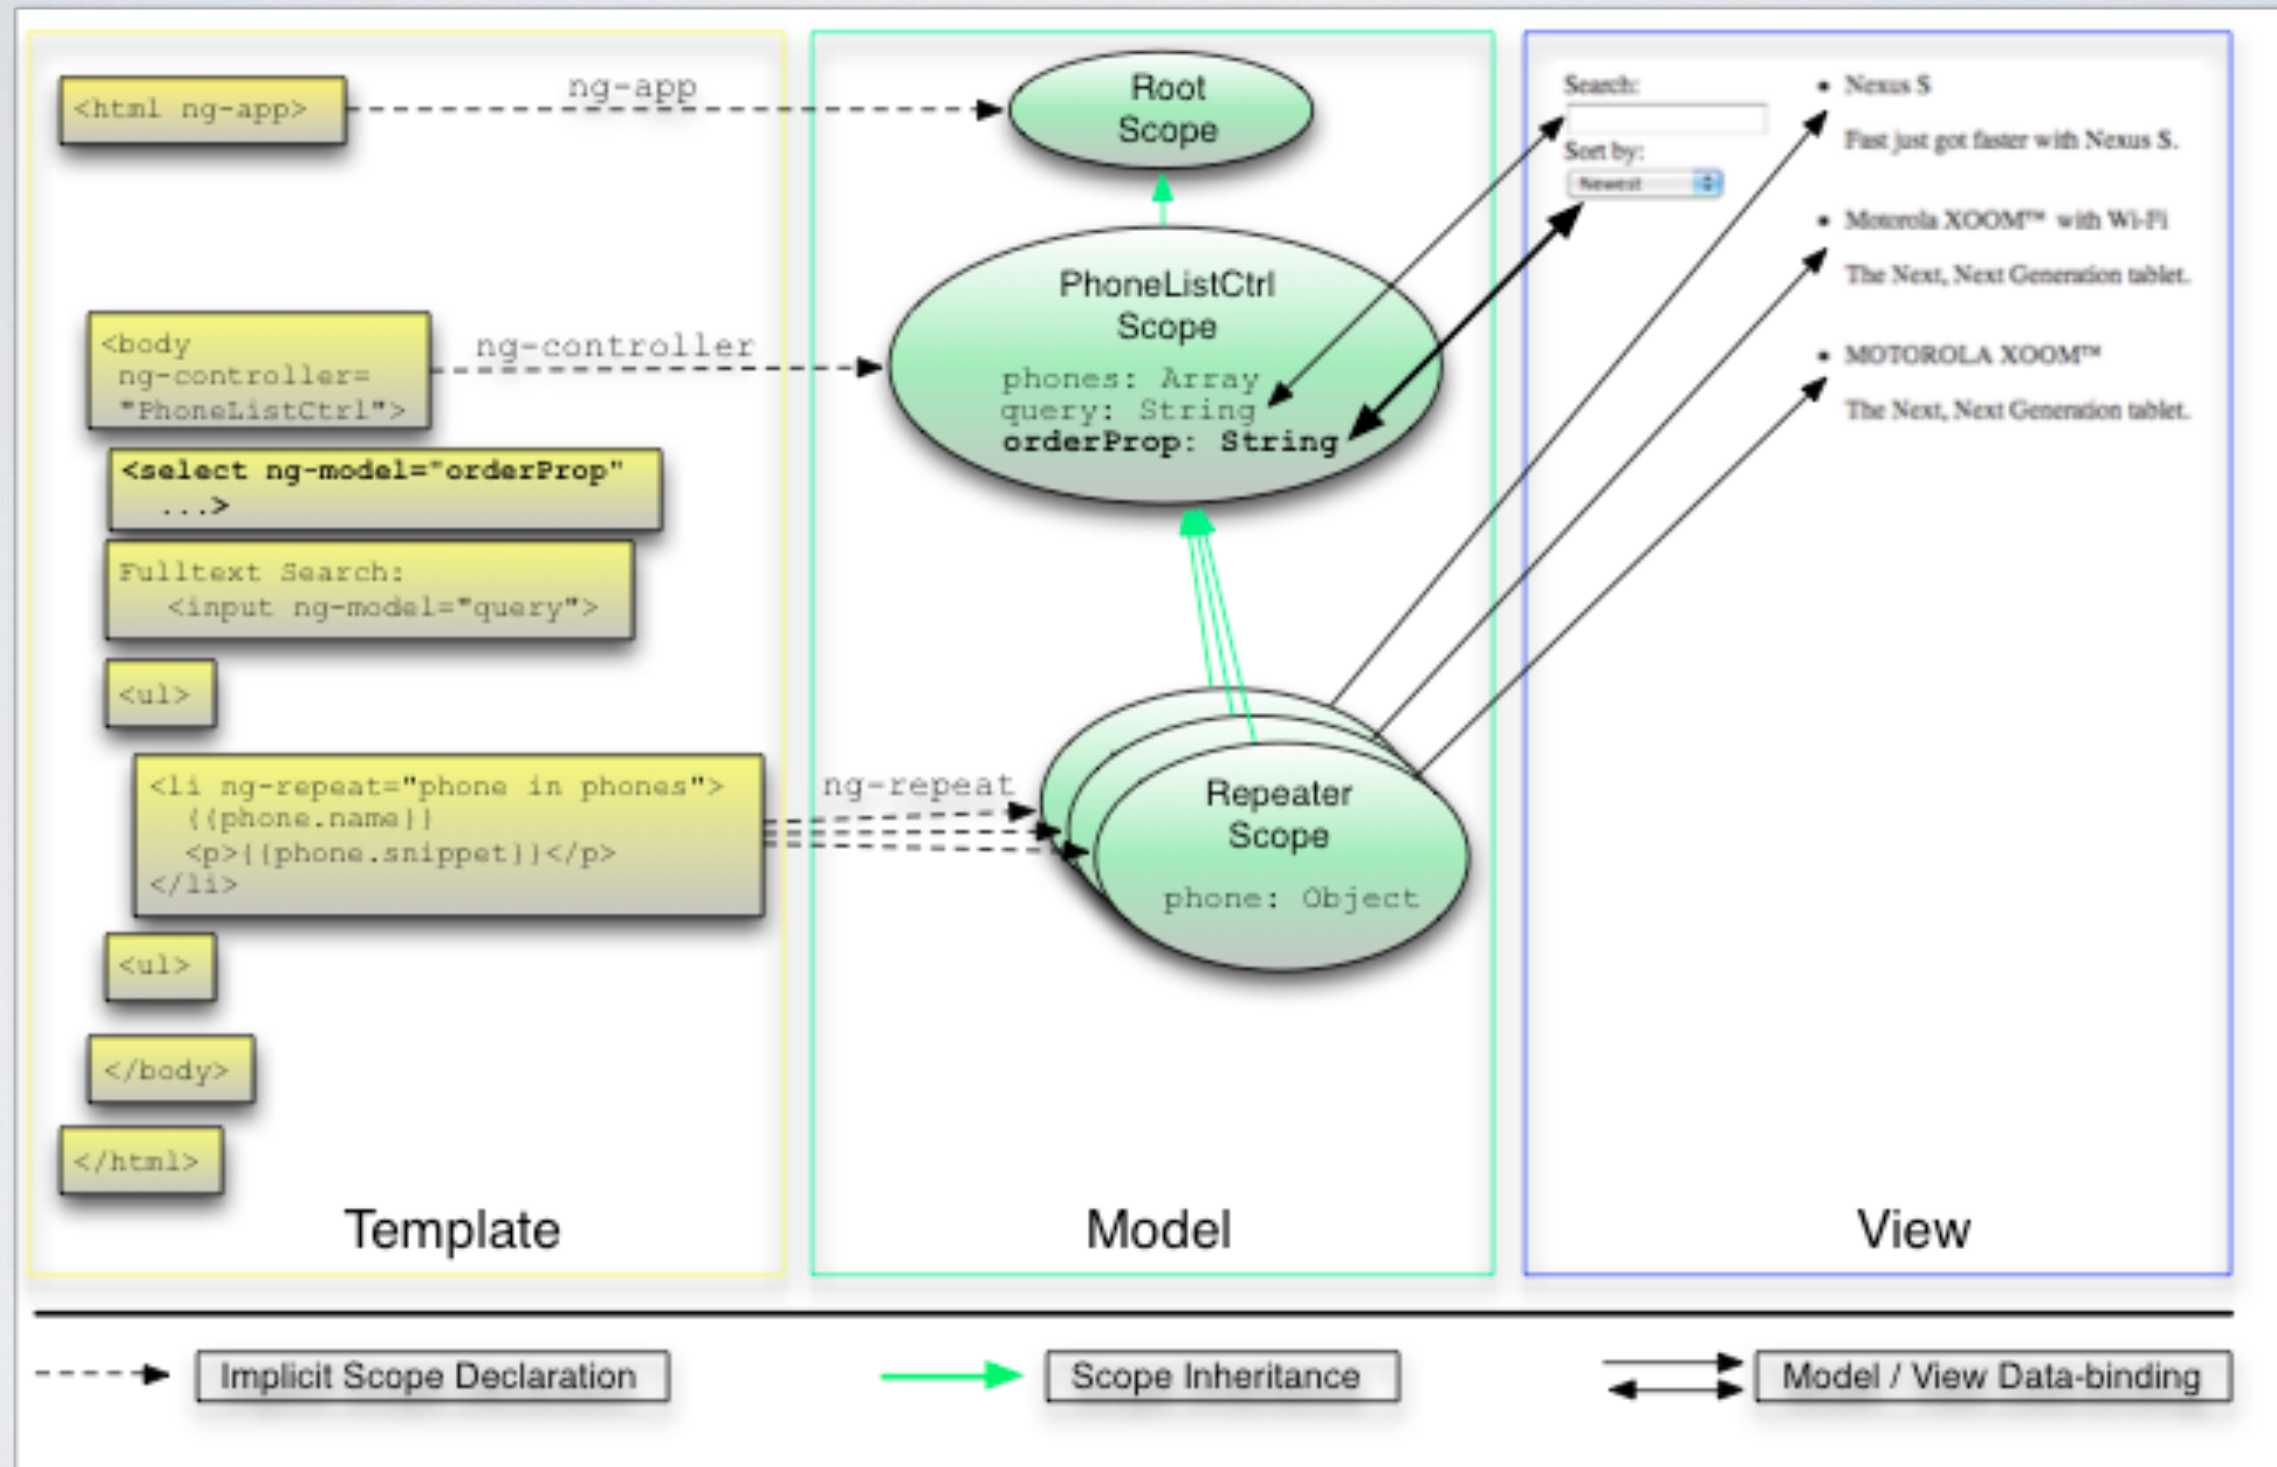 <html ng-app>
<body
ng-controller=
"PhoneListCtrl">
<select ng-model="orderProp"
...>
Fulltext Search:
<input ng-model="query">
<ul>
<li ng-repeat="phone in phones">
{{phone.name}}
<p>{{phone.snippet}}</p>
</li>
<ul>
</body>
</html>
Template
ng-app
ng-controller
ng-repeat
Root
Scope
PhoneListCtrl
Scope
phones: Array
query: String
orderProp: String
Repeater
Scope
phone: Object
Model
Search:
Sort by:
Newest
• Nexus S
Fast just got faster with Nexus S.
• Motorola XOOM™ with Wi-Fi
The Next, Next Generation tablet.
• MOTOROLA XOOM™
The Next, Next Generation tablet.
View
Implicit Scope Declaration
Scope Inheritance
Model / View Data-binding